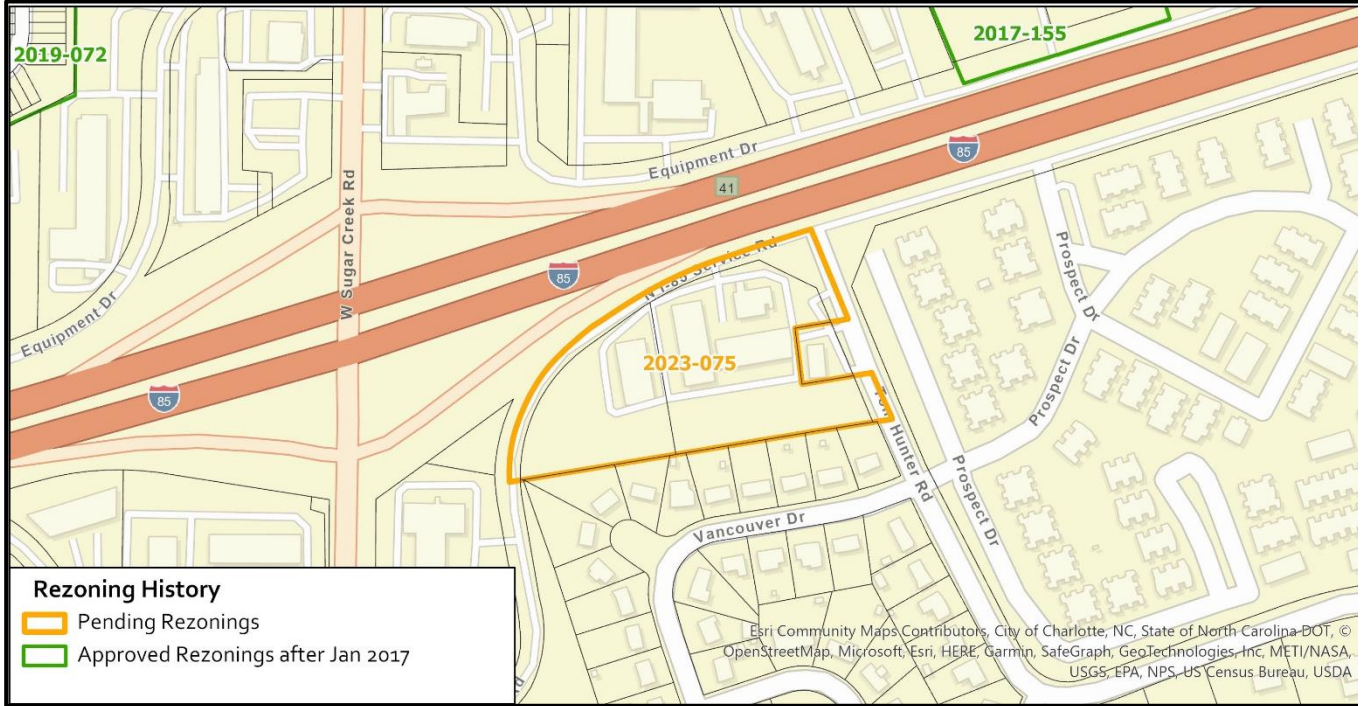 2019-072
2017-155
Equipment Dr
85
41
W Sugar Creek Rd
N I-85 Service Rd
85
Equipment Dr
85
2023-075
Prospect Dr
Prospect Dr
Hunter Rd
Prospect Dr
Vancouver Dr
Rd
Rezoning History
Pending Rezonings
Approved Rezonings after Jan 2017
Esri Community Maps Contributors, City of Charlotte, NC, State of North Carolina DOT, ©
OpenStreetMap, Microsoft, Esri, HERE, Garmin, SafeGraph, GeoTechnologies, Inc, METI/NASA,
USGS, EPA, NPS, US Census Bureau, USDA